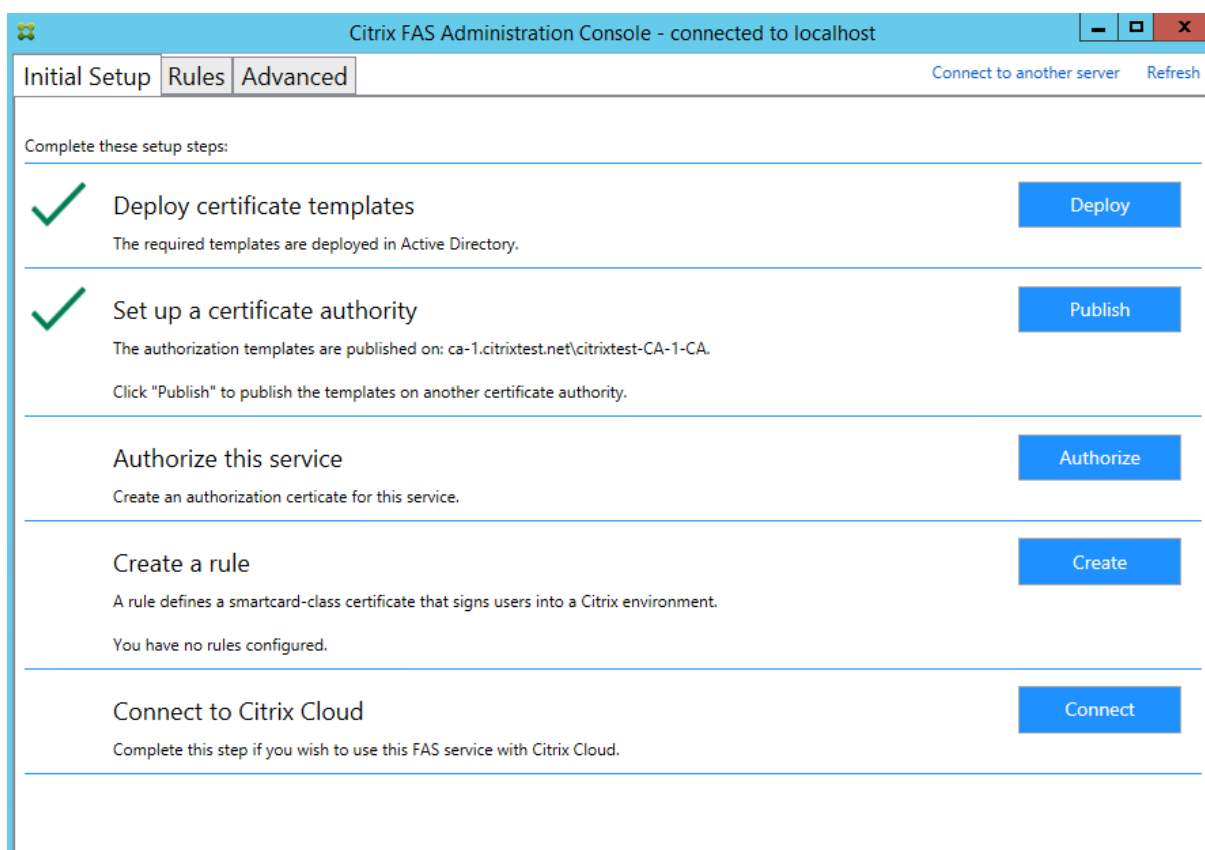 Citrix FAS Administration Console - connected to localhost
Initial Setup Rules Advanced Connect to another server Refresh
Complete these setup steps:
Deploy certificate templates Deploy
The required templates are deployed in Active Directory.
Set up a certificate authority Publish
The authorization templates are published on: ca-1.citrixtest.net\citrixtest-CA-1-CA.
Click "Publish" to publish the templates on another certificate authority.
Authorize this service Authorize
Create an authorization certicate for this service.
Create a rule Create
A rule defines a smartcard-class certificate that signs users into a Citrix environment.
You have no rules configured.
Connect to Citrix Cloud Connect
Complete this step if you wish to use this FAS service with Citrix Cloud.